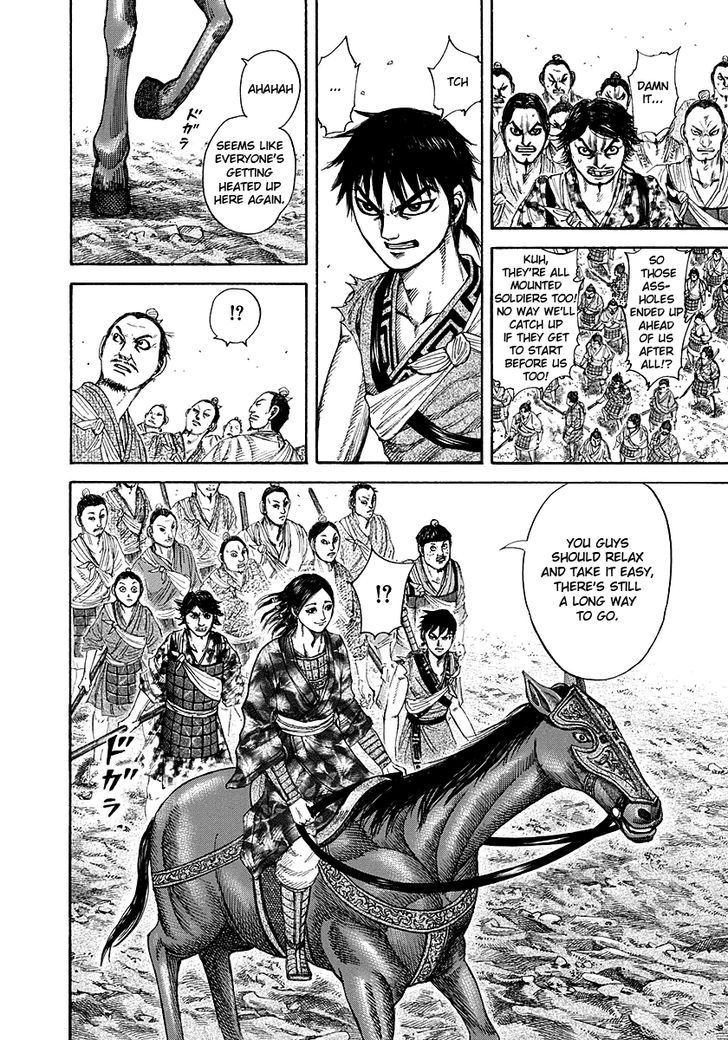 DAMN
IT...
SO
THOSE
ASS-
HOLES
ENDED UP
AHEAD
OF US
AFTER
ALL!?
KUH,
THEY'RE ALL
MOUNTED
SOLDIERS TOO!
NO WAY WE'LL
CATCH UP
IF THEY GET
TO START
BEFORE US
TOO!
TCH
...
AHAHAH
SEEMS LIKE
EVERYONE'S
GETTING
HEATED UP
HERE AGAIN.
ドガラ
!?
YOU GUYS
SHOULD RELAX
AND TAKE IT EASY,
THERE'S STILL
A LONG WAY
TO GO.
!?
ドガラ